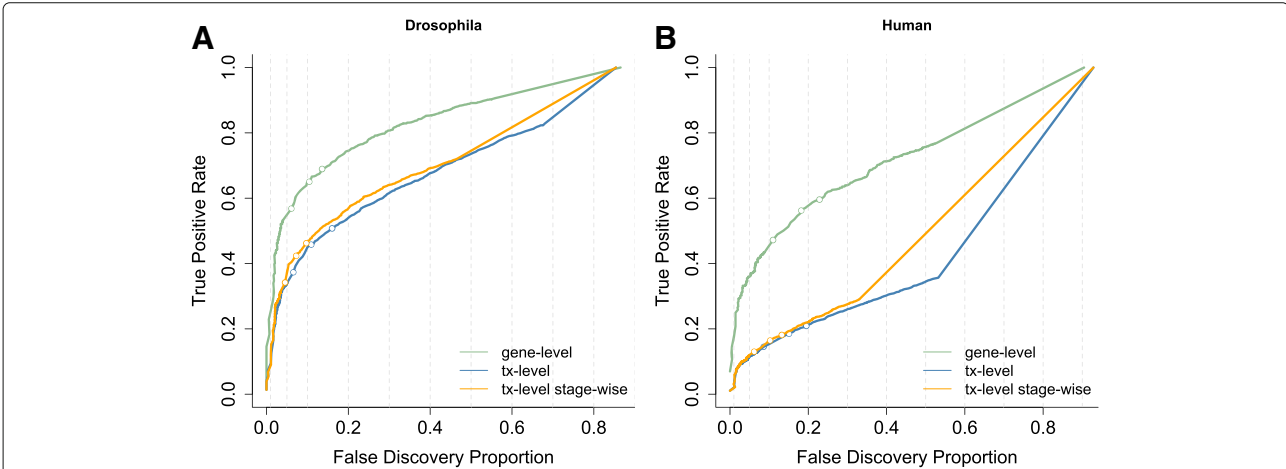 A
Drosophila
True Positive Rate
1.0
0.8
0.6
0.4
0.2
0.0
gene-level
tx-level
tx-level stage-wise
0.0 0.2 0.4 0.6 0.8
False Discovery Proportion
B
Human
True Positive Rate
1.0
0.8
0.6
0.4
0.2
0.0
gene-level
tx-level
tx-level stage-wise
0.0 0.2 0.4 0.6 0.8
False Discovery Proportion